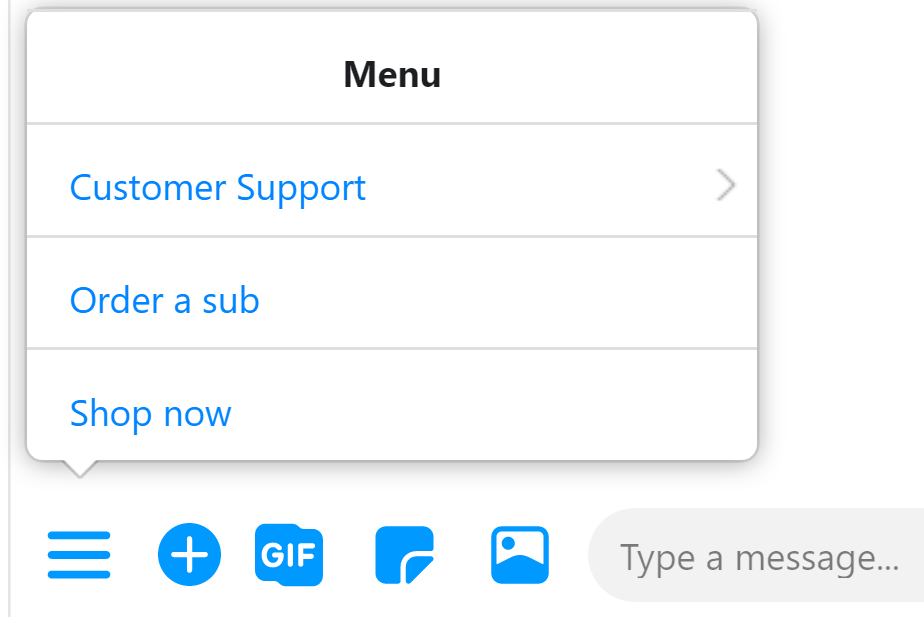 Menu
Customer Support
Order a sub
Shop now
GIF
Type a message...